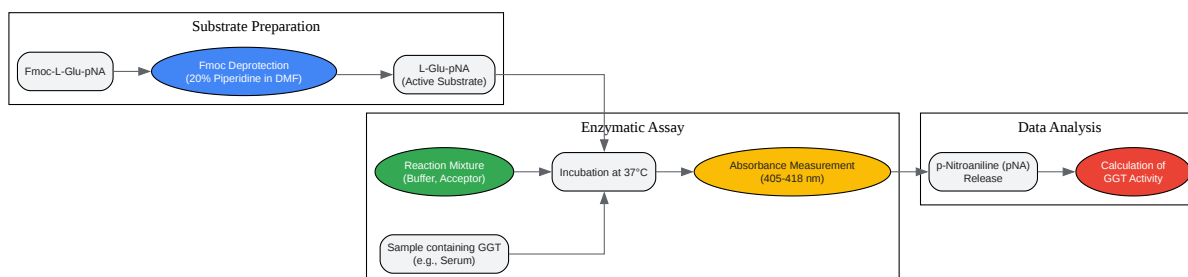 Substrate Preparation
Fmoc-L-Glu-pNA
Fmoc Deprotection
(20% Piperidine in DMF)
L-Glu-pNA
(Active Substrate)
Enzymatic Assay
Reaction Mixture
(Buffer, Acceptor)
Incubation at 37°C
Absorbance Measurement
(405-418 nm)
Sample containing GGT
(e.g., Serum)
Data Analysis
p-Nitroaniline (pNA)
Release
Calculation of
GGT Activity